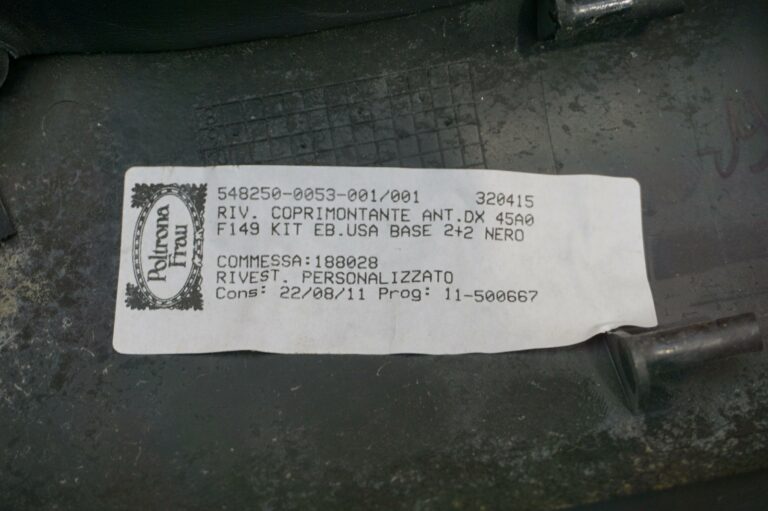 Poltrona
Frau
548250-0053-001/001 320415
RIV. COPRIMONTANTE ANT.DX 45A0
F149 KIT EB.USA BASE 2+2 NERO
COMMESSA:188028
RIVEST. PERSONALIZZATO
Cons: 22/08/11 Prog: 11-500667